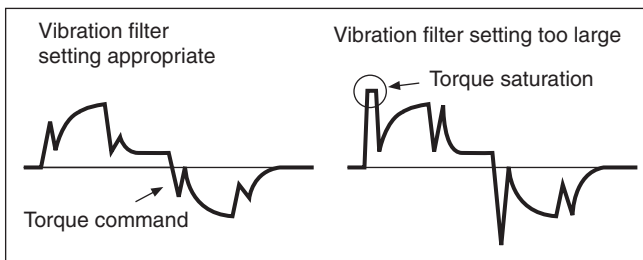 Vibration filter
setting appropriate
Torque command
Vibration filter setting too large
Torque saturation